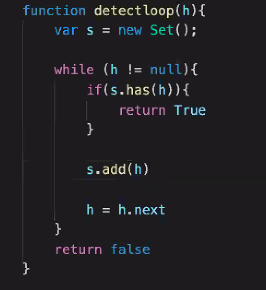 function detectloop(h){
    var s = new Set();
    while (h != null){
        if(s.has(h)){
            return True
        }
        s.add(h)
        h = h.next
    }
    return false
}